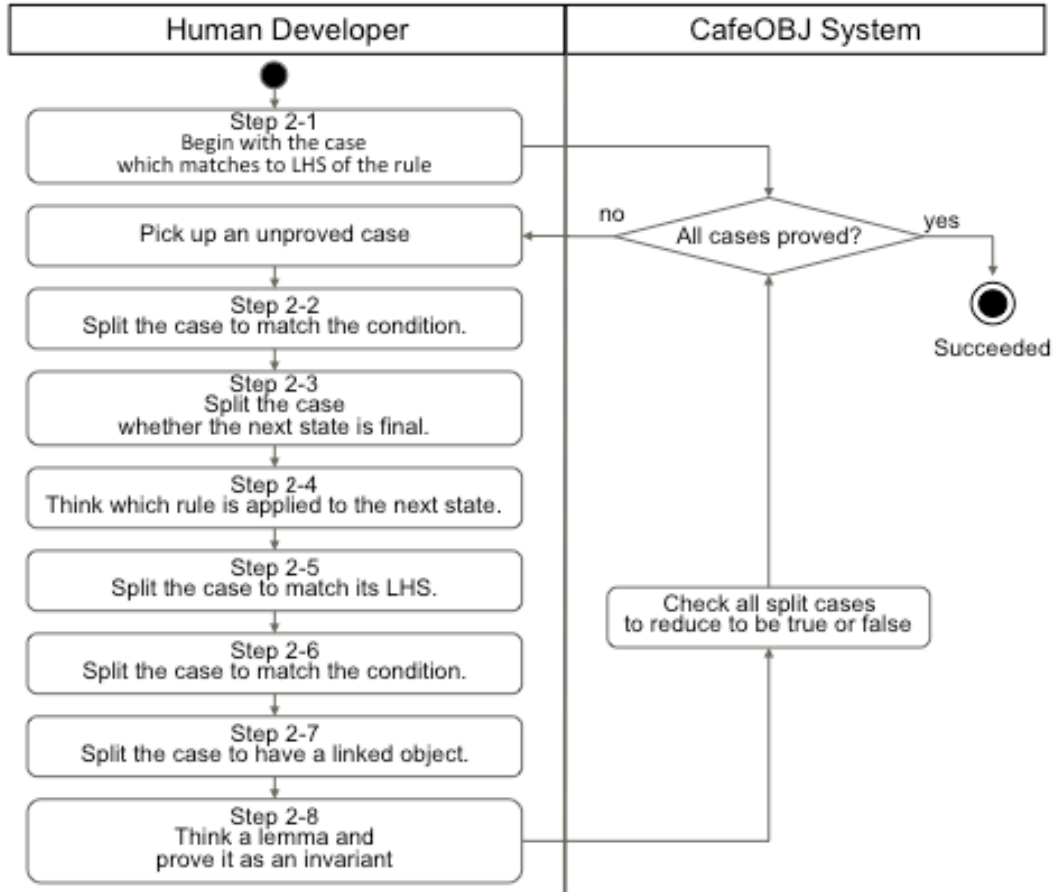 Human Developer
CafeOBJ System
Step 2-1
Begin with the case
which matches to LHS of the rule
no
yes
Pick up an unproved case
All cases proved?
Step 2-2
Split the case to match the condition.
Succeeded
Step 2-3
Split the case
whether the next state is final.
Step 2-4
Think which rule is applied to the next state.
Step 2-5
Split the case to match its LHS.
Check all split cases
to reduce to be true or false
Step 2-6
Split the case to match the condition.
Step 2-7
Split the case to have a linked object.
Step 2-8
Think a lemma and
prove it as an invariant